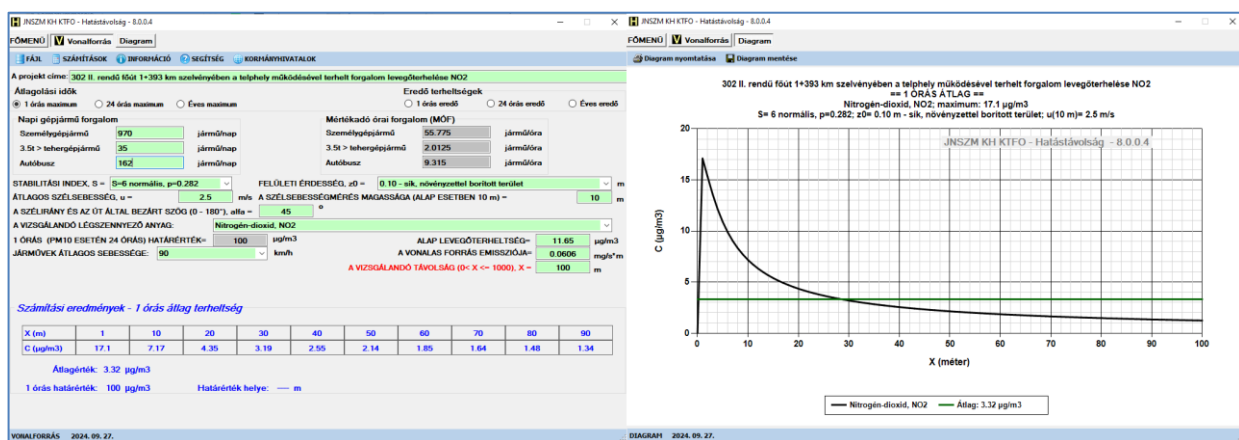 JNSZM KH KTFO - Hatástávolság - 8.0.0.4
FŐMENÜ Vonalforrás Diagram
FÁJL SZÁMÍTÁSOK INFORMÁCIÓ SEGÍTSÉG KORMÁNYHIVATALOK
A projekt címe: 302 II. rendű főút 1+393 km szelvényében a telphely működésével terhelt forgalom levegőterhelése NO2
Átlagolási idők Eredő terheltségek
1 órás maximum 24 órás maximum Éves maximum 1 órás eredő 24 órás eredő Éves eredő
Napi gépjármű forgalom Mértékadó órai forgalom (MÓF)
Személygépjármű 970 jármű/nap Személygépjármű 55.775 jármű/óra
3.5t > tehergépjármű 35 jármű/nap 3.5t > tehergépjármű 2.0125 jármű/óra
Autóbusz 162 jármű/nap Autóbusz 9.315 jármű/óra
STABILITÁSI INDEX, S = S=6 normális, p=0.282 FELÜLETI ÉRDESSÉG, z0 = 0.10 - sík, növényzettel borított terület m
ÁTLAGOS SZÉLSEBESSÉG, u = 2.5 m/s A SZÉLSEBESSÉGMÉRÉS MAGASSÁGA (ALAP ESETBEN 10 m) = 10 m
A SZÉLIRÁNY ÉS AZ ÚT ÁLTAL BEZÁRT SZÖG (0 - 180°), alfa = 45 °
A VIZSGÁLANDÓ LÉGSZENNYEZŐ ANYAG: Nitrogén-dioxid, NO2
1 ÓRÁS (PM10 ESETÉN 24 ÓRÁS) HATÁRÉRTÉK= 100 µg/m3 ALAP LEVEGŐTERHELTSÉG= 11.65 µg/m3
JÁRMŰVEK ÁTLAGOS SEBESSÉGE: 90 km/h A VONALAS FORRÁS EMISSZIÓJA= 0.0606 mg/s*m
A VIZSGÁLANDÓ TÁVOLSÁG (0< X <= 1000), X = 100 m
Számítási eredmények - 1 órás átlag terheltség
X (m) 1 10 20 30 40 50 60 70 80 90
C (µg/m3) 17.1 7.17 4.35 3.19 2.55 2.14 1.85 1.64 1.48 1.34
Átlagérték: 3.32 µg/m3
1 órás határérték: 100 µg/m3 Határérték helye: --- m
VONALFORRÁS 2024. 09. 27.
JNSZM KH KTFO - Hatástávolság - 8.0.0.4
FŐMENÜ Vonalforrás Diagram
Diagram nyomtatása Diagram mentése
302 II. rendű főút 1+393 km szelvényében a telphely működésével terhelt forgalom levegőterhelése NO2
== 1 ÓRÁS ÁTLAG ==
Nitrogén-dioxid, NO2; maximum: 17.1 µg/m3
S= 6 normális, p=0.282; z0= 0.10 m - sík, növényzettel borított terület; u(10 m)= 2.5 m/s
JNSZM KH KTFO - Hatástávolság - 8.0.0.4
20
15
10
5
0
C (µg/m3)
0 10 20 30 40 50 60 70 80 90 100
X (méter)
Nitrogén-dioxid, NO2 Átlag: 3.32 µg/m3
DIAGRAM 2024. 09. 27.